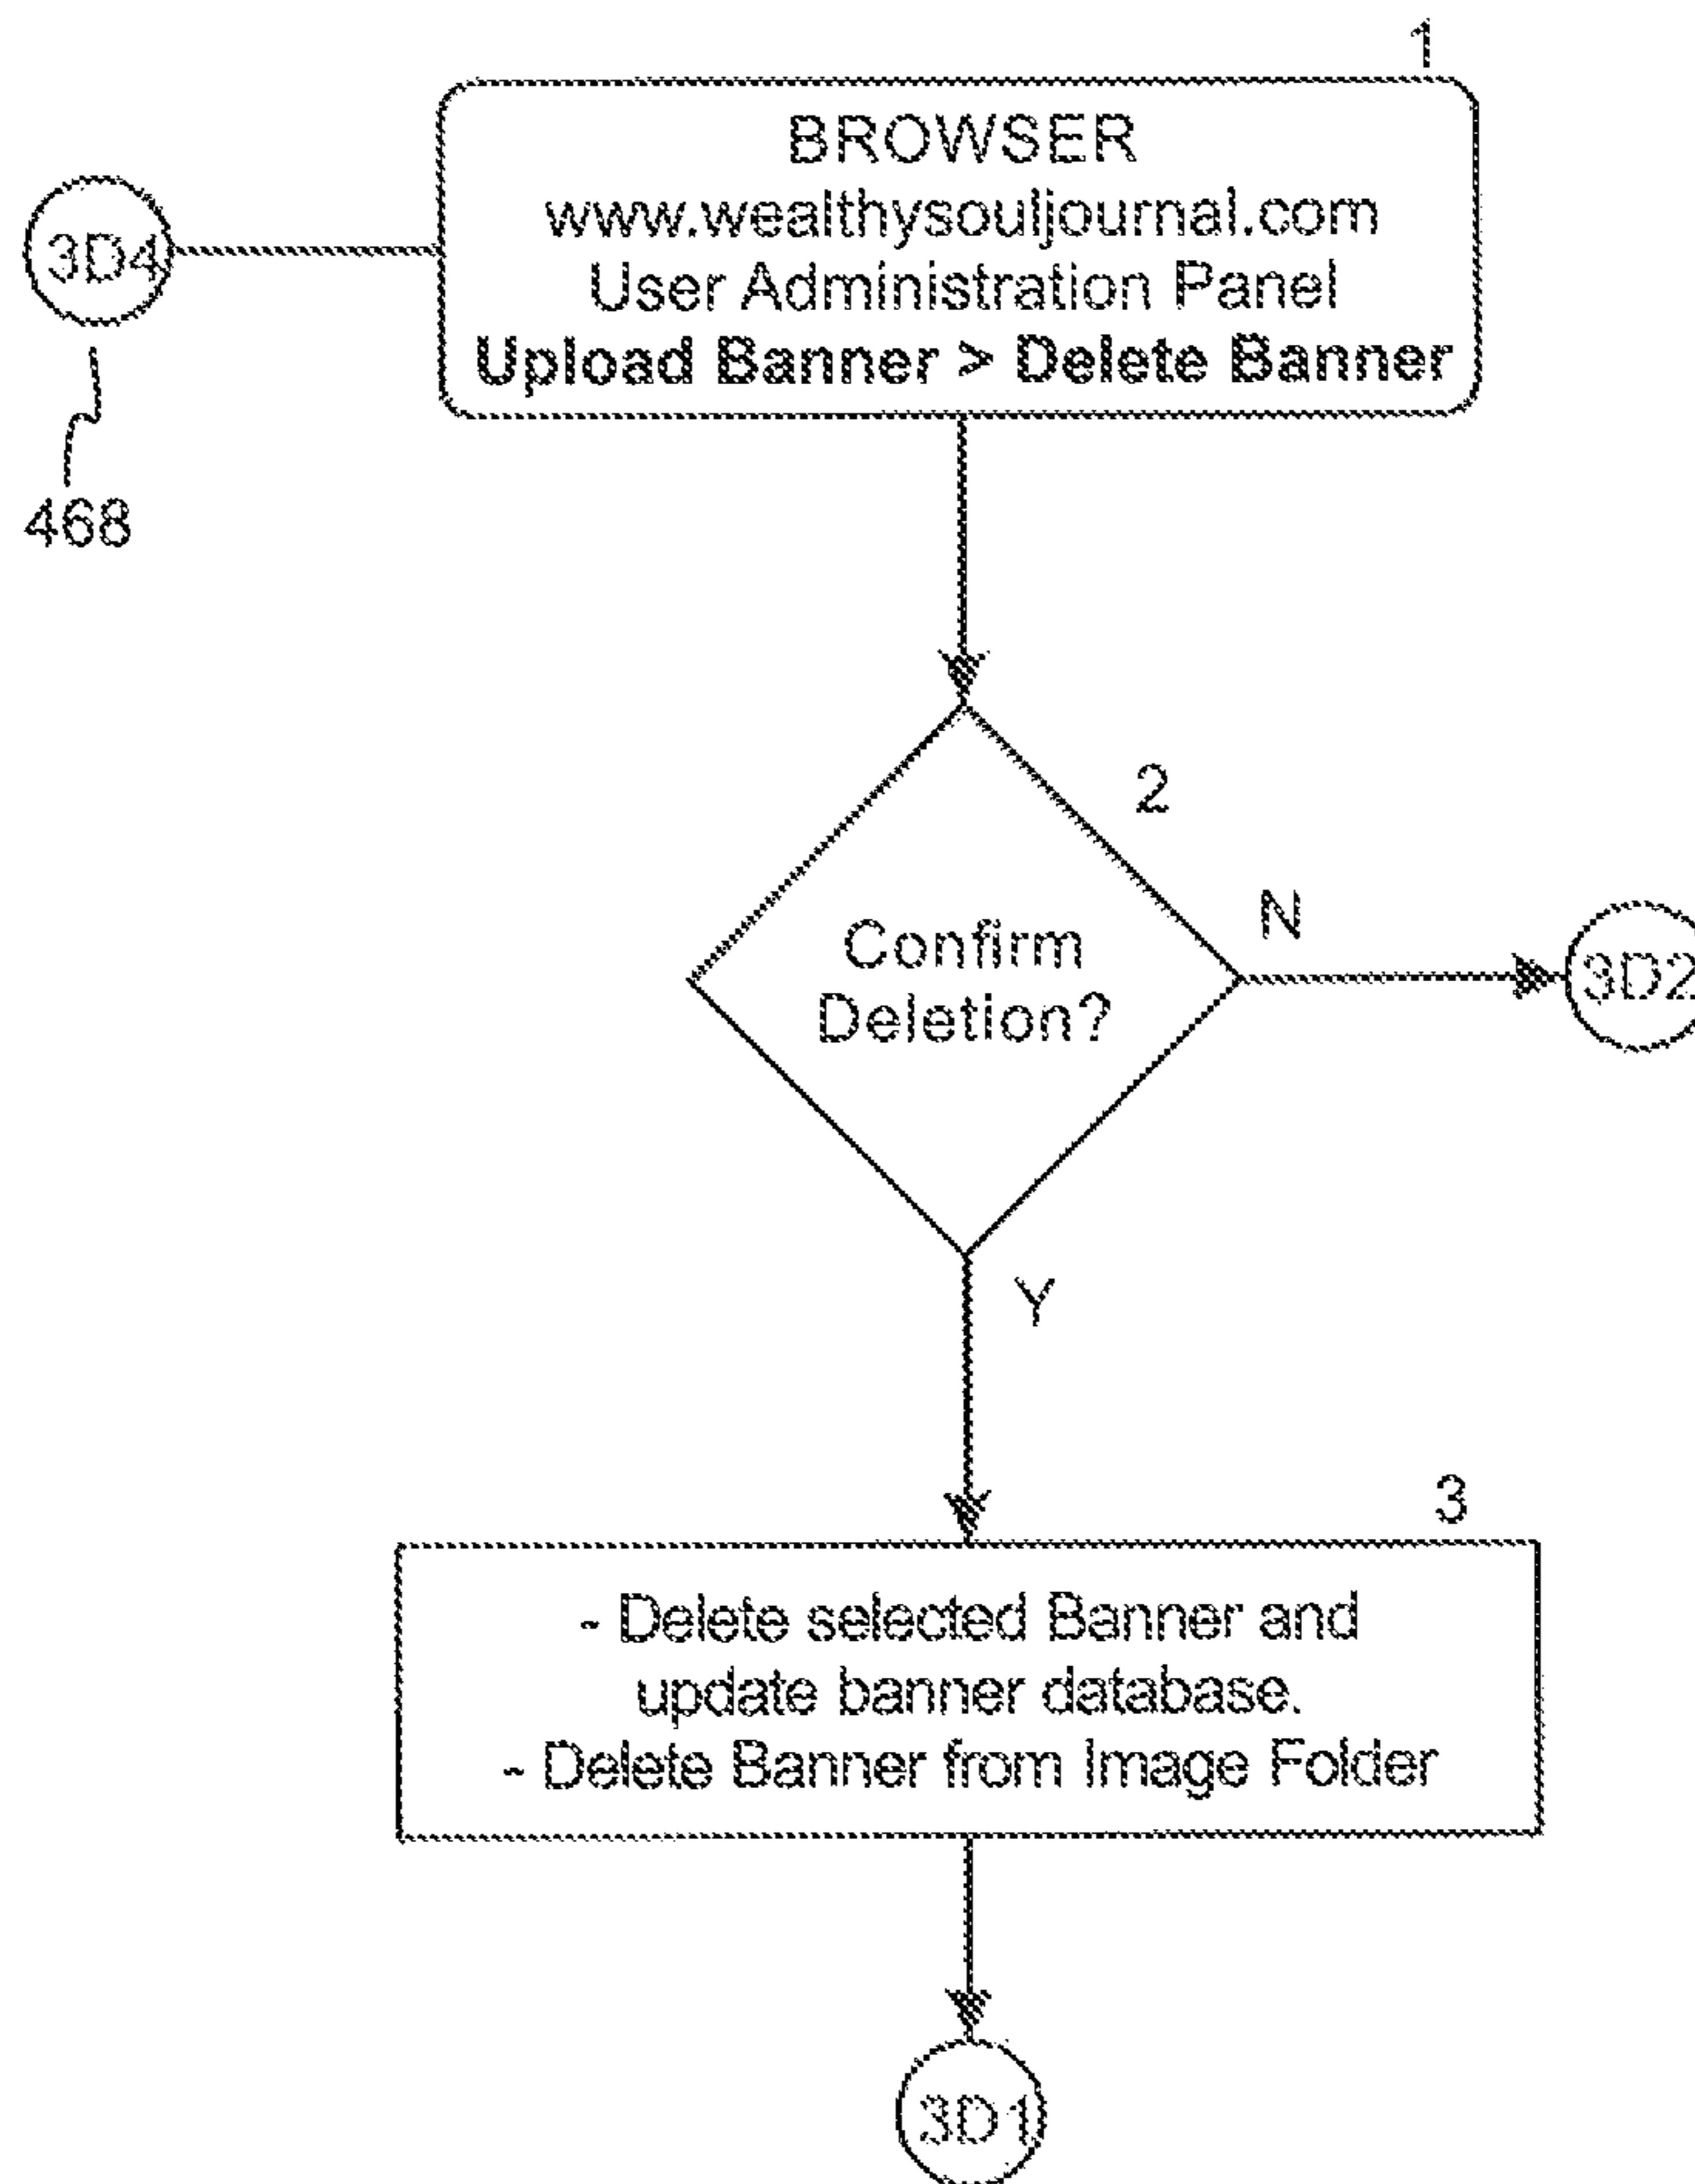 1
BROWSER
www.wealthysouljournal.com
User Administration Panel
Upload Banner > Delete Banner
3D4
468
2
Confirm
Deletion?
N
3D2
Y
3
- Delete selected Banner and
update banner database.
- Delete Banner from Image Folder
3D1